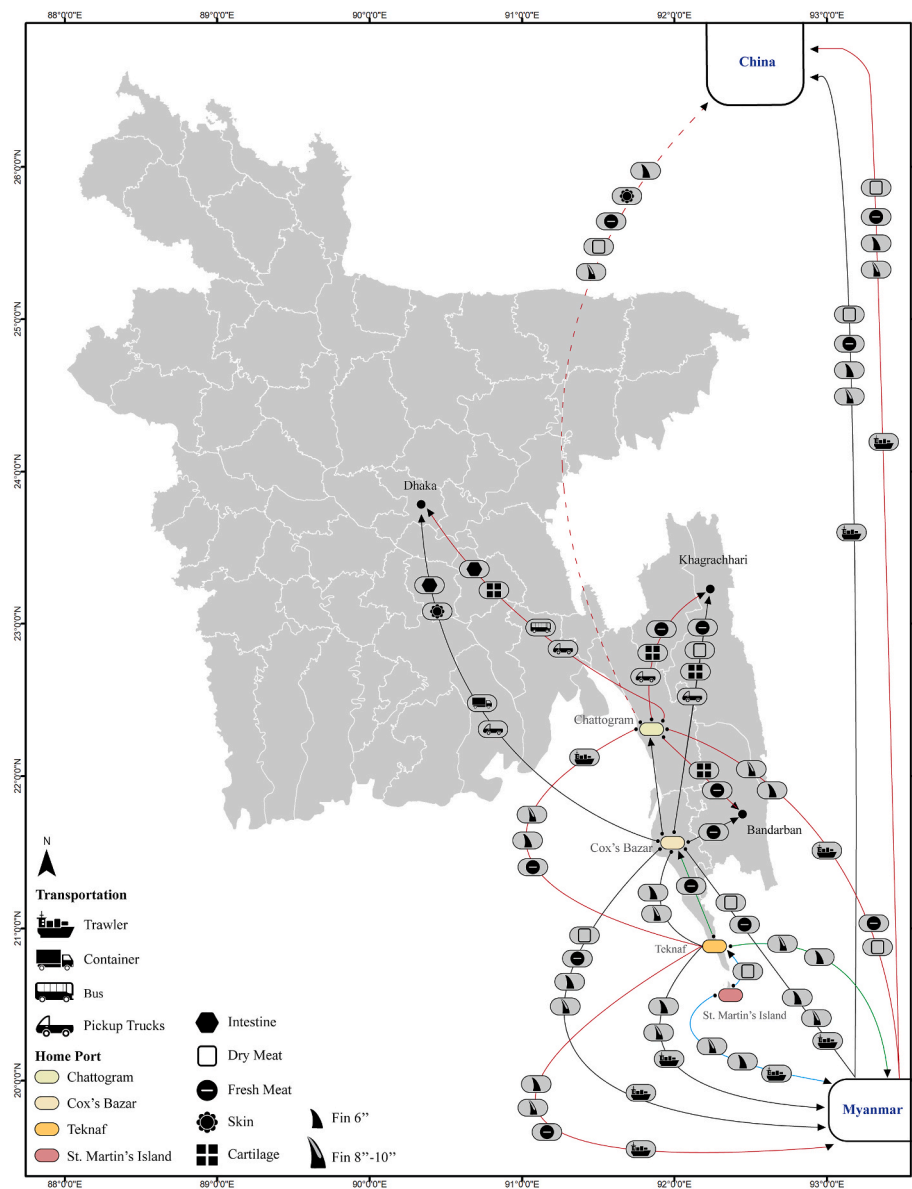 88°0'0"E 89°0'0"E 90°0'0"E 91°0'0"E 92°0'0"E 93°0'0"E
China
26°0'0"N
25°0'0"N
24°0'0"N
Dhaka
Khagrachhari
23°0'0"N
Chattogram
22°0'0"N
Bandarban
Cox's Bazar
N
Transportation
Trawler
Container
Bus
Pickup Trucks
Home Port
Chattogram
Cox's Bazar
Teknaf
St. Martin's Island
Intestine
Dry Meat
Fresh Meat
Skin
Cartilage
Fin 6”
Fin 8”-10”
21°0'0"N
Teknaf
St. Martin's Island
20°0'0"N
Myanmar
88°0'0"E 89°0'0"E 90°0'0"E 91°0'0"E 92°0'0"E 93°0'0"E